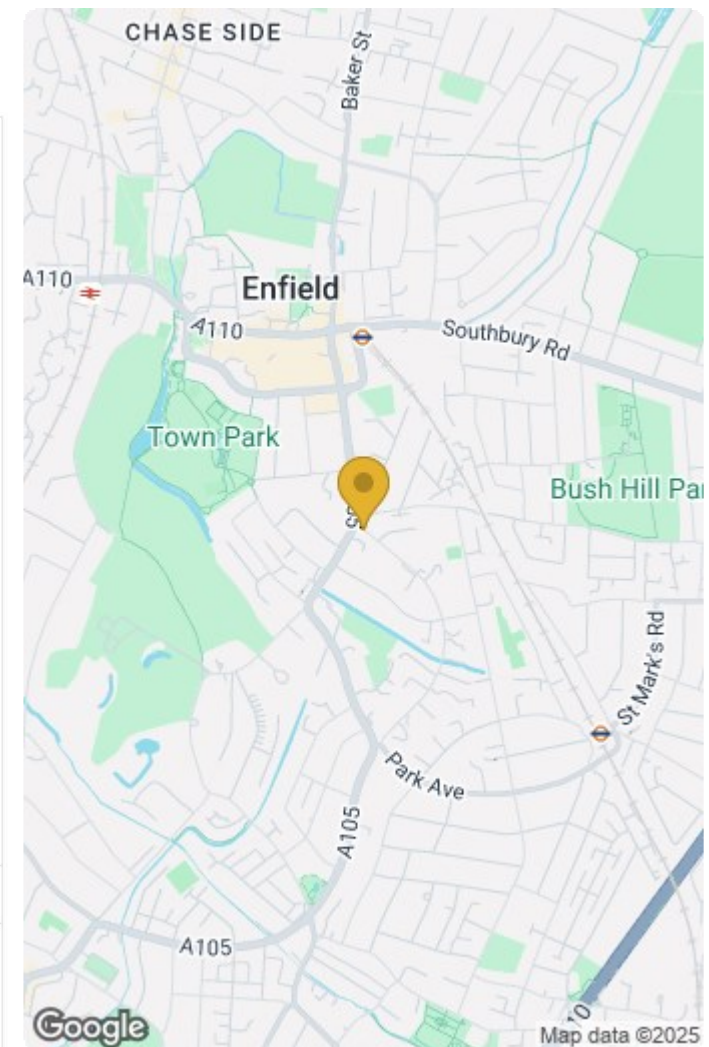 CHASE SIDE
Baker St
A110
Enfield
A110
Southbury Rd
Town Park
Bush Hill Par
St Mark's Rd
Park Ave
A105
A105
10
Google
Map data ©2025